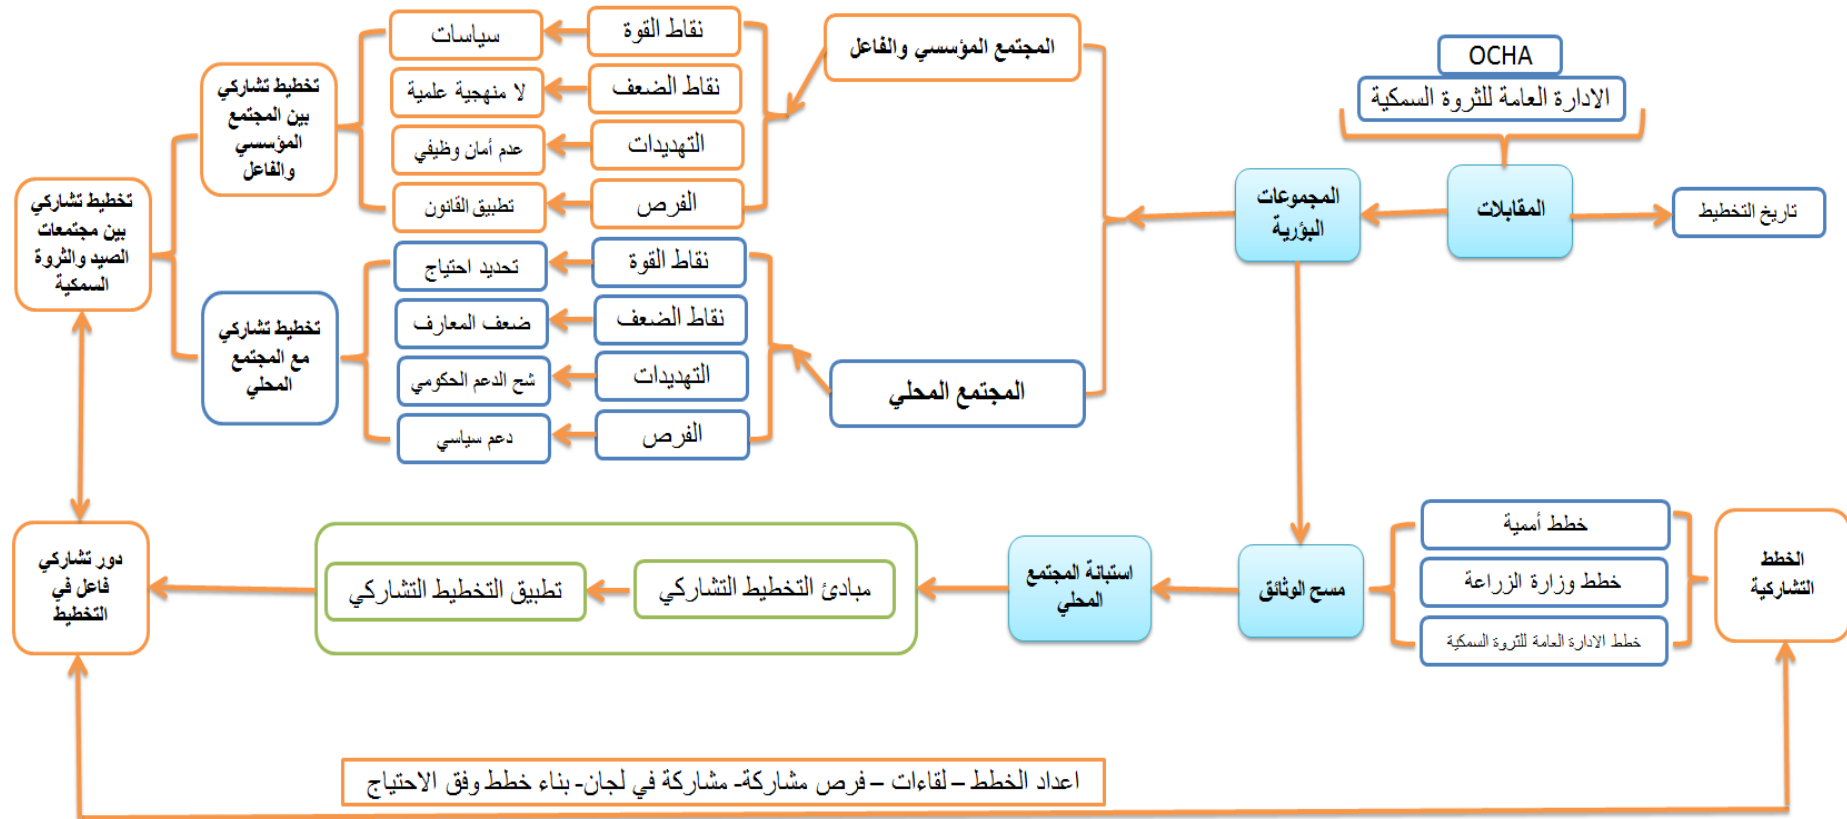 OCHA
الادارة العامة للثروة السمكية
المقابلات
تاريخ التخطيط
المجموعات
البؤرية
المجتمع المؤسسي والفاعل
نقاط القوة
سياسات
نقاط الضعف
لا منهجية علمية
التهديدات
عدم أمان وظيفي
الفرص
تطبيق القانون
تخطيط تشاركي
بين المجتمع
المؤسسي
والفاعل
المجتمع المحلي
نقاط القوة
تحديد احتياج
نقاط الضعف
ضعف المعارف
التهديدات
شح الدعم الحكومي
الفرص
دعم سياسي
تخطيط تشاركي
مع المجتمع
المحلي
تخطيط تشاركي
بين مجتمعات
الصيد والثروة
السمكية
الخطط
التشاركية
خطط أممية
خطط وزارة الزراعة
خطط الادارة العامة للثروة السمكية
مسح الوثائق
استبانة المجتمع
المحلي
مبادئ التخطيط التشاركي
تطبيق التخطيط التشاركي
دور تشاركي
فاعل في
التخطيط
اعداد الخطط – لقاءات – فرص مشاركة- مشاركة في لجان- بناء خطط وفق الاحتياج